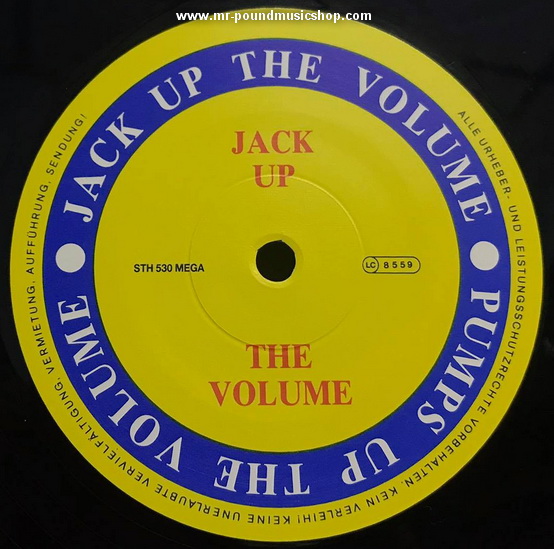 www.mr-poundmusicshop.com
JACK UP THE VOLUME
PUMPS UP THE VOLUME
JACK
UP
STH 530 MEGA
LC 8559
THE
VOLUME
ALLE URHEBER- UND LEISTUNGSSCHUTZRECHTE VORBEHALTEN. KEIN VERLEIH! KEINE UNERLAUBTE VERVIELFÄLTIGUNG, VERMIETUNG, AUFFÜHRUNG, SENDUNG!